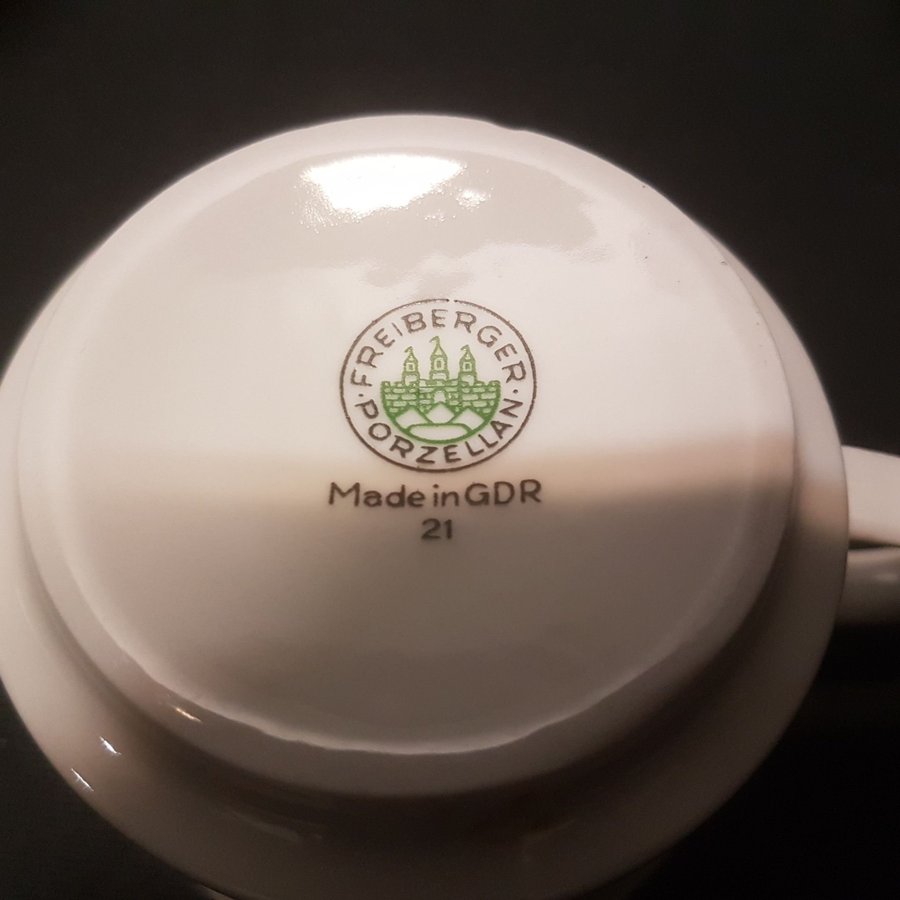 FREIBERGER
· PORZELLAN ·
Made in GDR
21